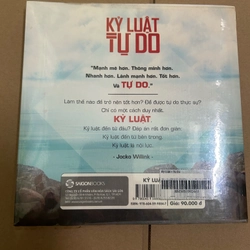 KỶ LUẬT
TỰ DO
"Mạnh mẽ hơn. Thông minh hơn.
Nhanh hơn. Lành mạnh hơn. Tốt hơn.
Và TỰ DO."
Làm thế nào để trở nên tốt hơn? Để được tự do thực sự?
Chỉ có một cách duy nhất.
KỶ LUẬT
Kỷ luật đến từ đâu? Đáp án rất đơn giản:
Kỷ luật đến từ bên trong.
Kỷ luật, là nội lực.
- Jocko Willink -
SAIGONBOOKS
KỶ LUẬT
Giá: 90.000 đ